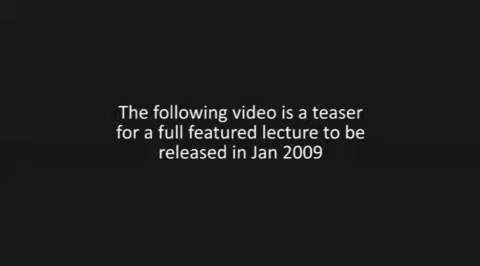 The following video is a teaser
for a full featured lecture to be
released in Jan 2009